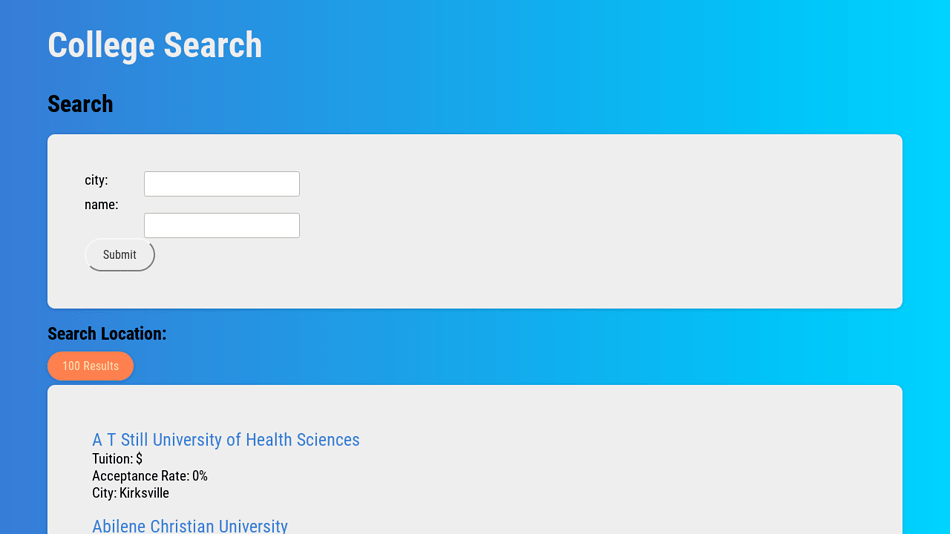 College Search
Search
city:
name:
Submit
Search Location:
100 Results
A T Still University of Health Sciences
Tuition: $
Acceptance Rate: 0%
City: Kirksville
Abilene Christian University